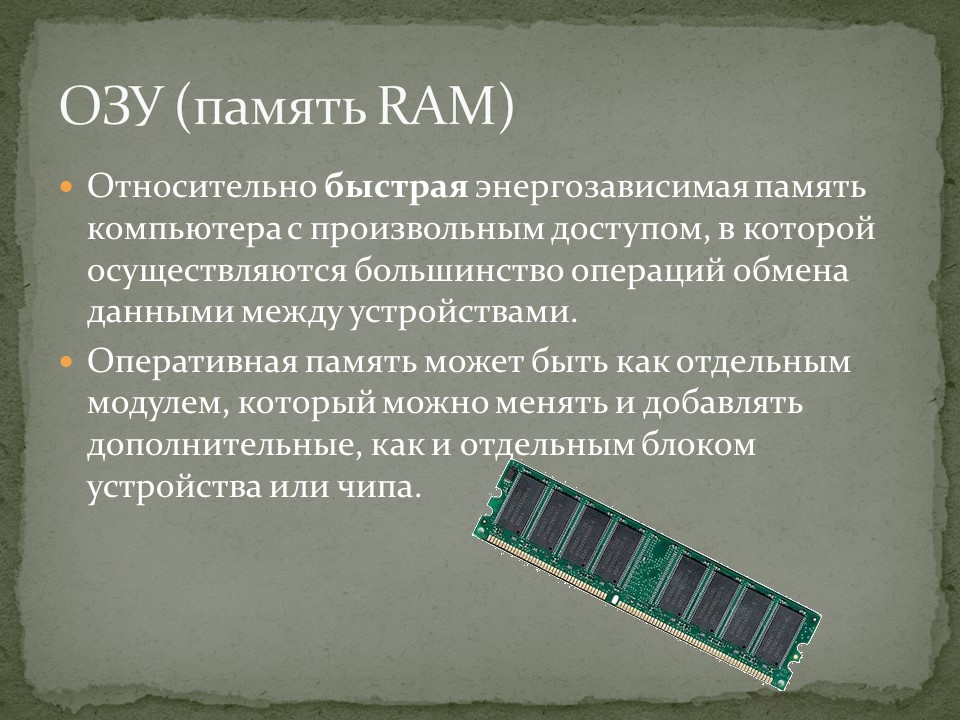 ОЗУ (память RAM)
• Относительно быстрая энергозависимая память
компьютера с произвольным доступом, в которой
осуществляются большинство операций обмена
данными между устройствами.
• Оперативная память может быть как отдельным
модулем, который можно менять и добавлять
дополнительные, как и отдельным блоком
устройства или чипа.